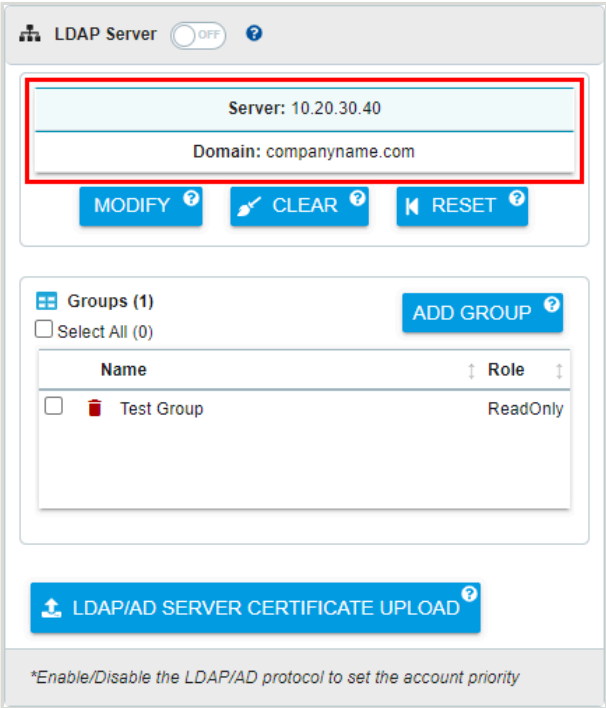 LDAP Server OFF ?
Server: 10.20.30.40
Domain: companyname.com
MODIFY ? CLEAR ? RESET ?
Groups (1)
ADD GROUP ?
Select All (0)
Name Role
Test Group ReadOnly
LDAP/AD SERVER CERTIFICATE UPLOAD ?
*Enable/Disable the LDAP/AD protocol to set the account priority